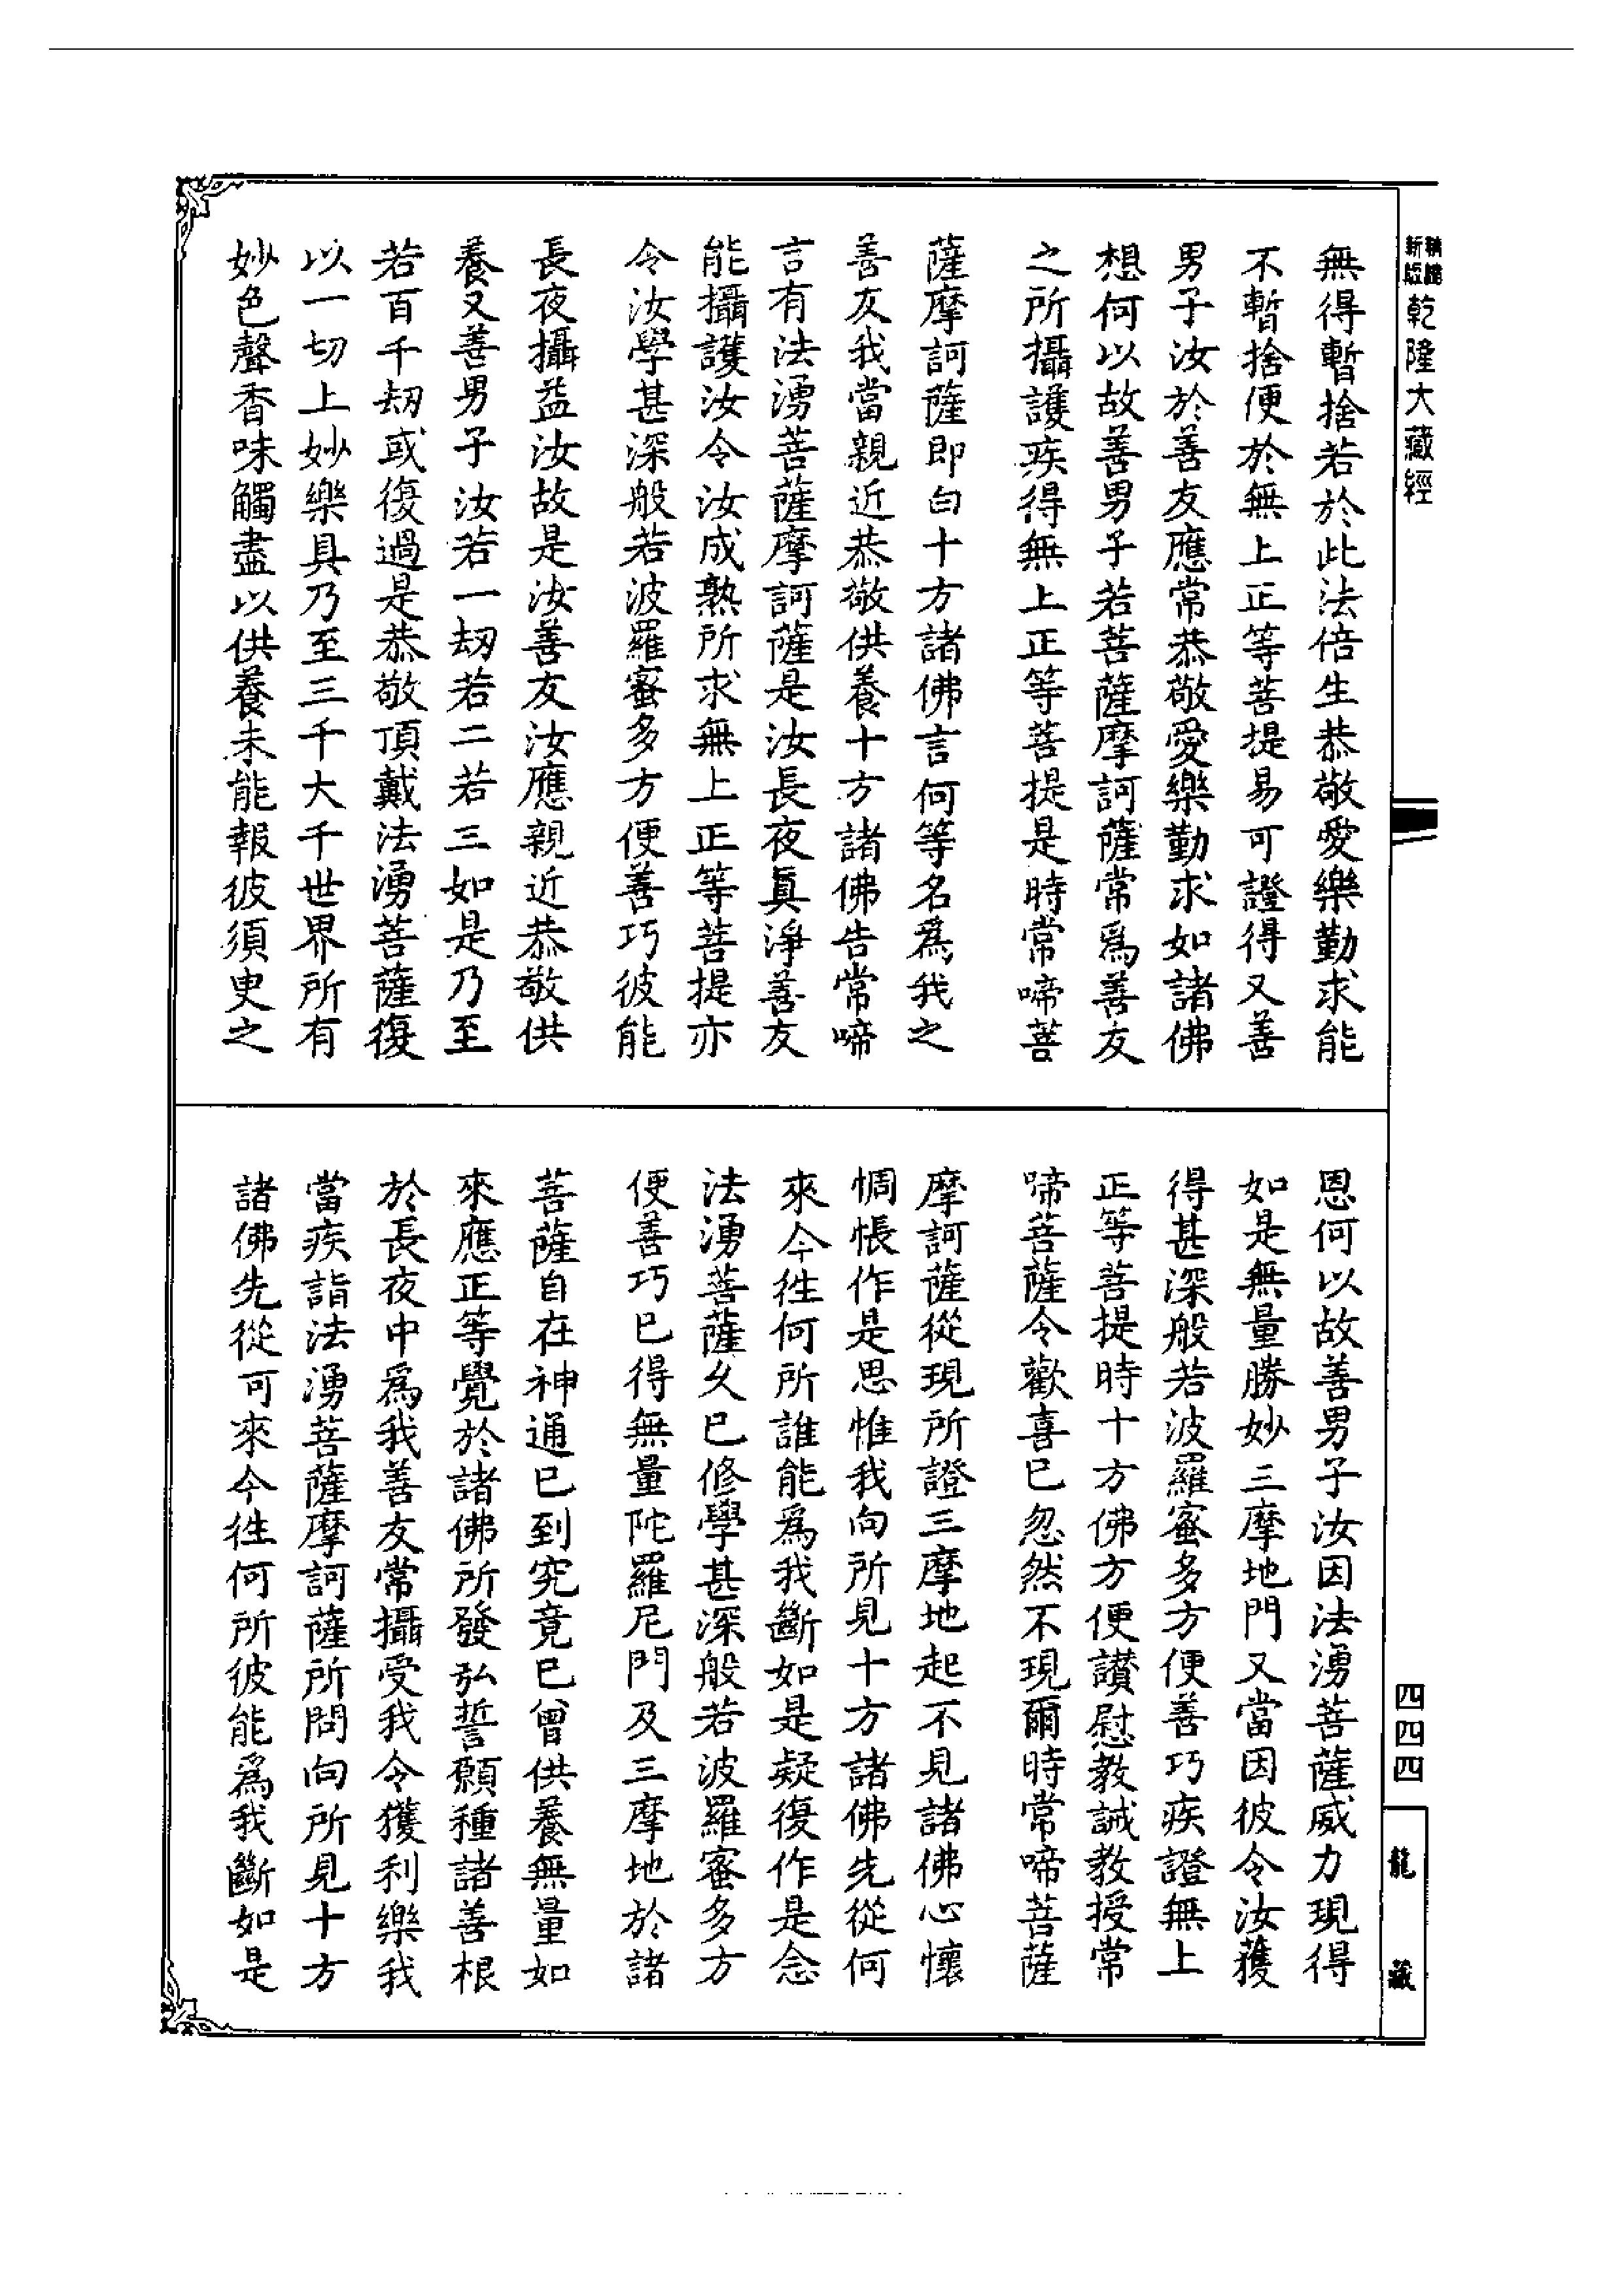 新版
乾隆大藏經
無得暫捨若於此法倍生恭敬愛樂勤求能
不暫捨便於無上正等菩提易可證得又善
男子汝於善友應常恭敬愛樂勤求如諸佛
想何以故善男子若菩薩摩訶薩常爲善友
之所攝護疾得無上正等菩提是時常啼菩
薩摩訶薩即白十方諸佛言何等名爲我之
善友我當親近恭敬供養十方諸佛告常啼
言有法湧菩薩摩訶薩是汝長夜真淨善友
能攝護汝令汝成熟所求無上正等菩提亦
令汝學甚深般若波羅蜜多方便善巧彼能
長夜攝益汝故是汝善友汝應親近恭敬供
養又善男子汝若一劫若二若三如是乃至
若百千劫或復過是恭敬頂戴法湧菩薩復
以一切上妙樂具乃至三千大千世界所有
妙色聲香味觸盡以供養未能報彼須臾之
恩何以故善男子汝因法湧菩薩威力現得
如是無量勝妙三摩地門又當因彼令汝獲
得甚深般若波羅蜜多方便善巧疾證無上
正等菩提時十方佛方便讃慰教誡教授常
啼菩薩令歡喜已忽然不現爾時常啼菩薩
摩訶薩從現所證三摩地起不見諸佛心懷
惆悵作是思惟我向所見十方諸佛先從何
來今往何所誰能爲我斷如是疑復作是念
法湧菩薩久已修學甚深般若波羅蜜多方
便善巧已得無量陀羅尼門及三摩地於諸
菩薩自在神通已到究竟已曾供養無量如
來應正等覺於諸佛所發弘誓願種諸善根
於長夜中爲我善友常攝受我令獲利樂我
當疾詣法湧菩薩摩訶薩所問向所見十方
諸佛先從何來今往何所彼能爲我斷如是
四四四
龍藏